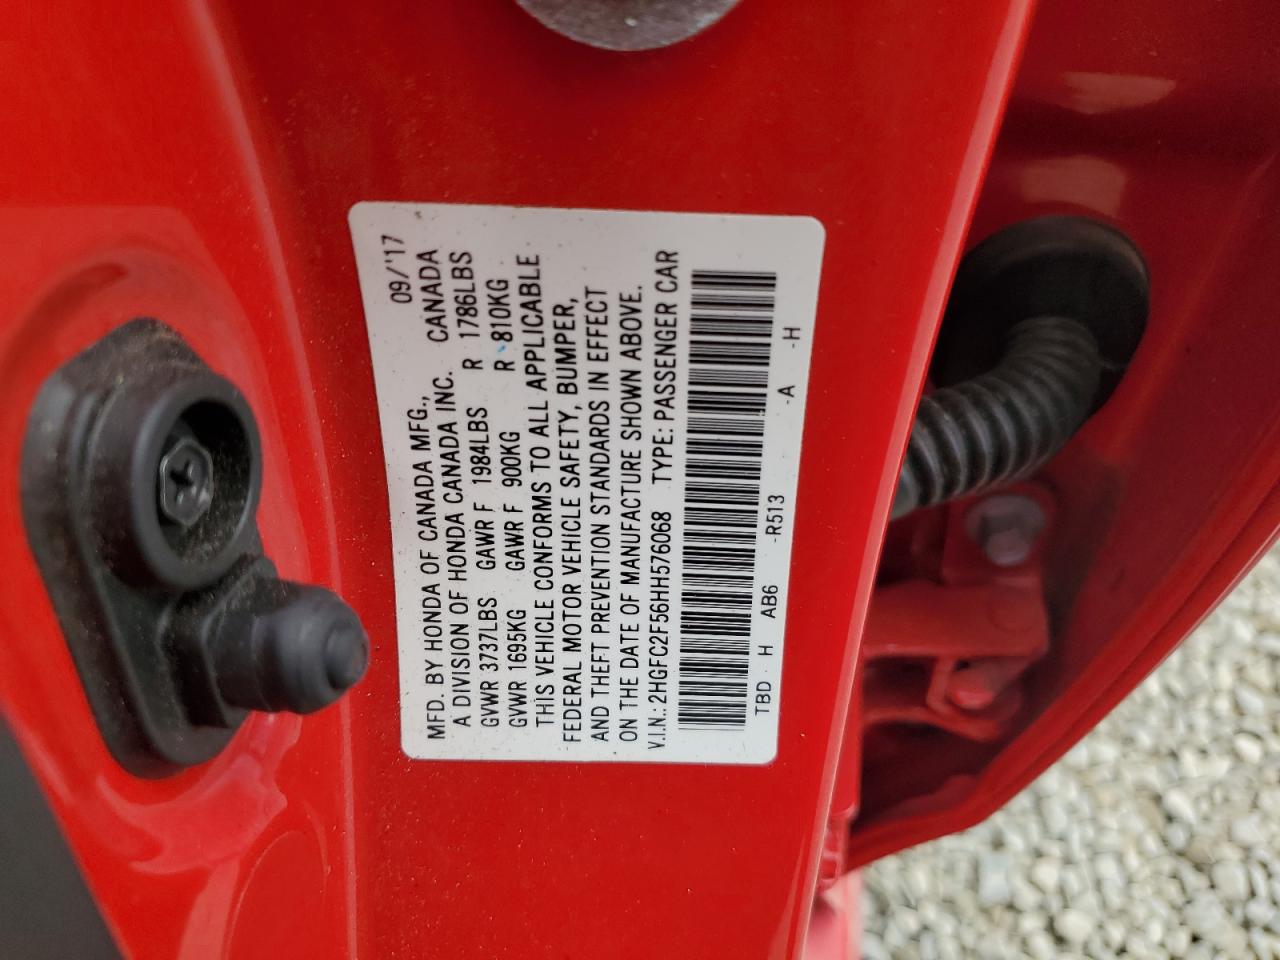 09/'17
MFD. BY HONDA OF CANADA MFG.,
A DIVISION OF HONDA CANADA INC. CANADA
GVWR 3737LBS GAWR F 1984LBS R 1786LBS
GVWR 1695KG GAWR F 900KG R 810KG
THIS VEHICLE CONFORMS TO ALL APPLICABLE
FEDERAL MOTOR VEHICLE SAFETY, BUMPER,
AND THEFT PREVENTION STANDARDS IN EFFECT
ON THE DATE OF MANUFACTURE SHOWN ABOVE.
V.I.N.: 2HGFC2F56HH576068 TYPE: PASSENGER CAR
TBD - H AB6 -R513 -A -H